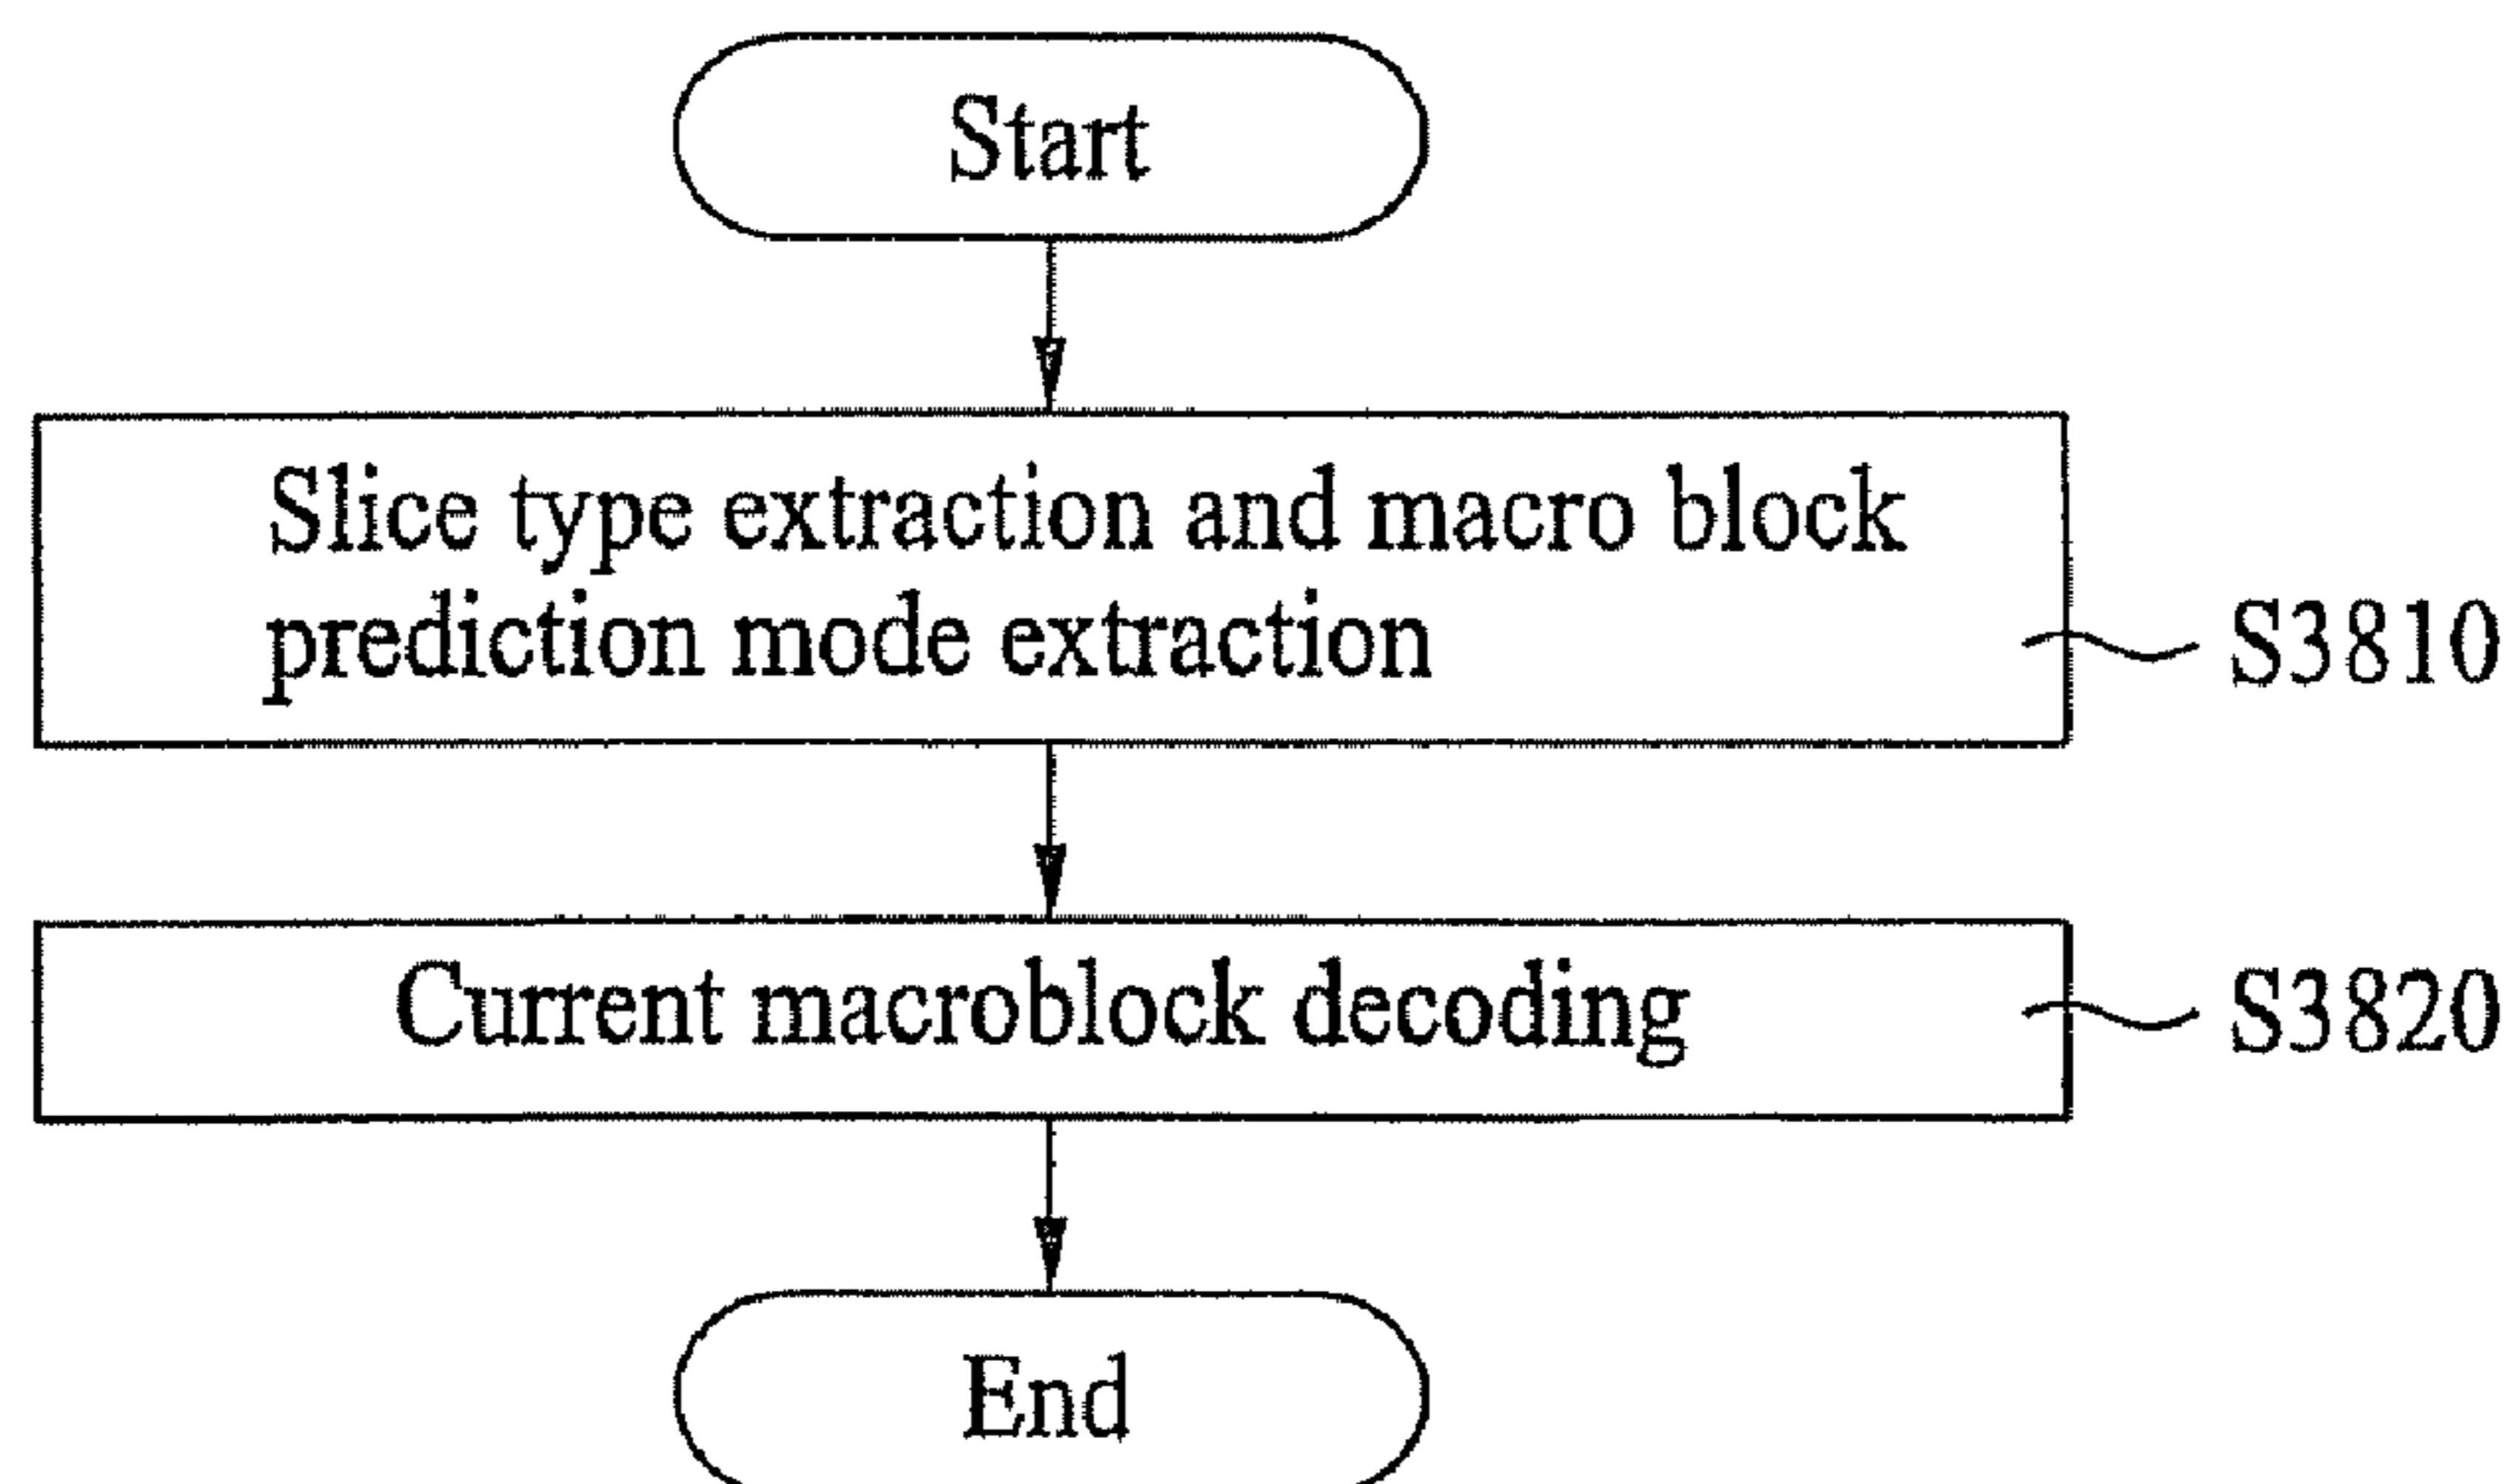 Start
Slice type extraction and macro block
prediction mode extraction
S3810
Current macroblock decoding
S3820
End